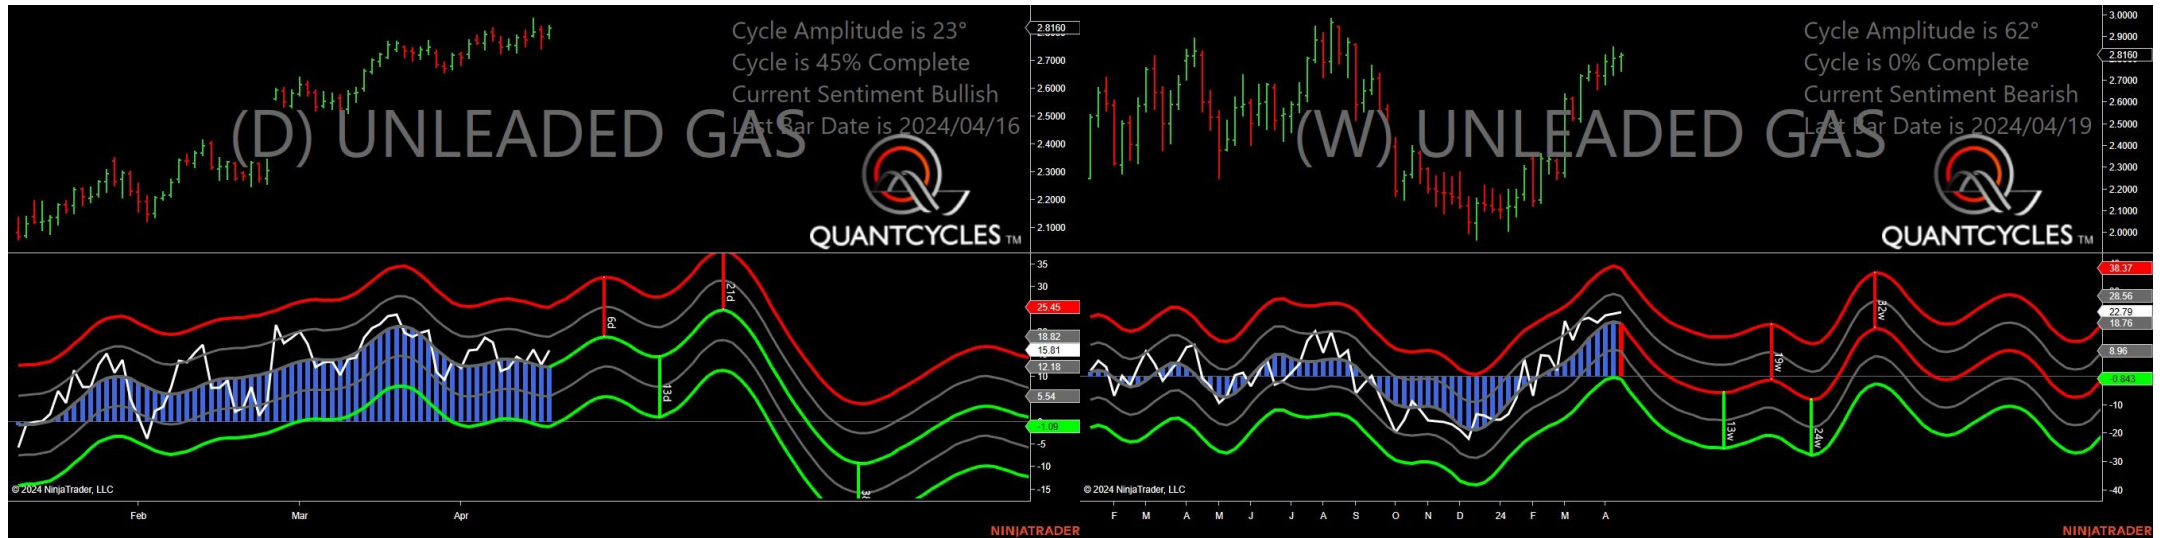 Cycle Amplitude is 23°
Cycle is 45% Complete
Current Sentiment Bullish
Last Bar Date is 2024/04/16
(D) UNLEADED GAS
QUANTCYCLES TM
2.8160
2.7000
2.6000
2.5000
2.4000
2.3000
2.2000
2.1000
35
30
25.45
18.82
15.81
12.18
10
5.54
-1.09
-5
-10
-15
6d
13d
21d
© 2024 NinjaTrader, LLC
Feb Mar Apr
NINJATRADER
Cycle Amplitude is 62°
Cycle is 0% Complete
Current Sentiment Bearish
Last Bar Date is 2024/04/19
(W) UNLEADED GAS
QUANTCYCLES TM
3.0000
2.9000
2.8160
2.7000
2.6000
2.5000
2.4000
2.3000
2.2000
2.1000
2.0000
38.37
28.56
22.79
18.76
8.96
-0.843
-10
-20
-30
-40
13w
19w
24w
32w
© 2024 NinjaTrader, LLC
F M A M J J A S O N D 24 F M A
NINJATRADER